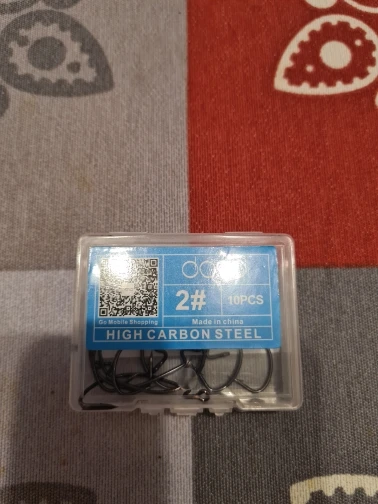 2# 10PCS
Go Mobile Shopping
Made in china
HIGH CARBON STEEL